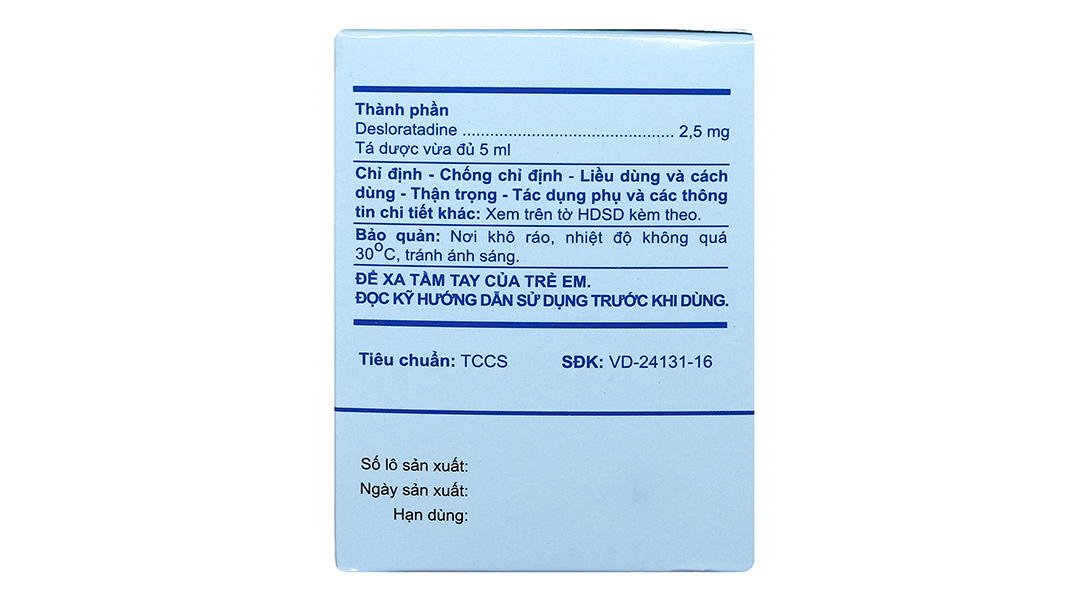 Thành phần
Desloratadine ............................................... 2,5 mg
Tá dược vừa đủ 5 ml
Chỉ định - Chống chỉ định - Liều dùng và cách
dùng - Thận trọng - Tác dụng phụ và các thông
tin chi tiết khác: Xem trên tờ HDSD kèm theo.
Bảo quản: Nơi khô ráo, nhiệt độ không quá
30°C, tránh ánh sáng.
ĐỂ XA TẦM TAY CỦA TRẺ EM.
ĐỌC KỸ HƯỚNG DẪN SỬ DỤNG TRƯỚC KHI DÙNG.
Tiêu chuẩn: TCCS SĐK: VD-24131-16
Số lô sản xuất:
Ngày sản xuất:
Hạn dùng: